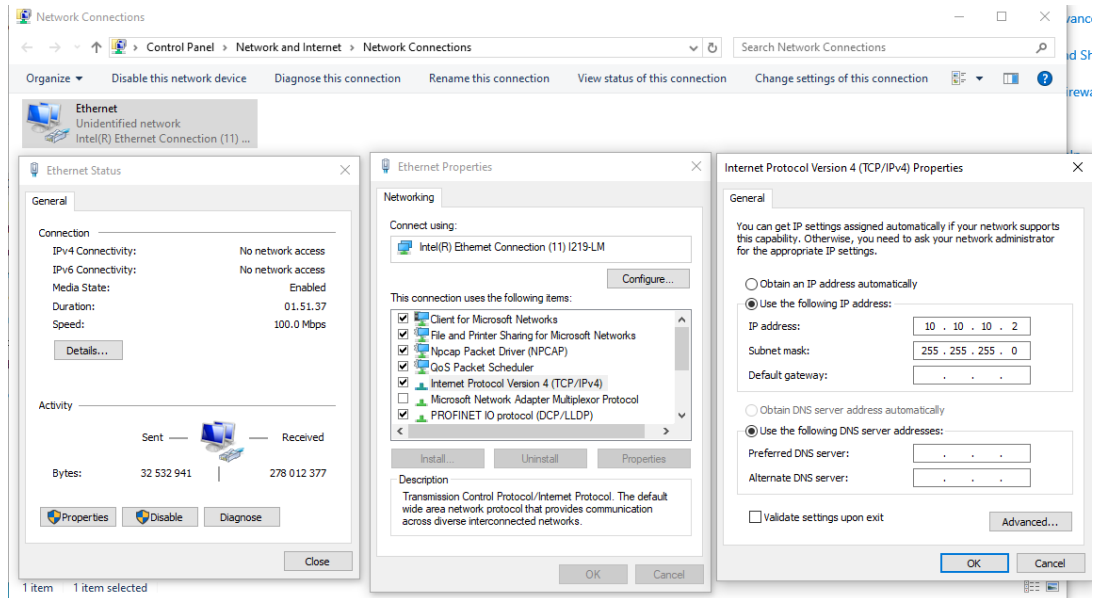 Network Connections
Control Panel > Network and Internet > Network Connections
Search Network Connections
Organize
Disable this network device
Diagnose this connection
Rename this connection
View status of this connection
Change settings of this connection
Ethernet
Unidentified network
Intel(R) Ethernet Connection (11) ...
Ethernet Status
General
Connection
IPv4 Connectivity: No network access
IPv6 Connectivity: No network access
Media State: Enabled
Duration: 01.51.37
Speed: 100.0 Mbps
Details...
Activity
Sent — — Received
Bytes: 32 532 941 278 012 377
Properties
Disable
Diagnose
Close
1 item
1 item selected
Ethernet Properties
Networking
Connect using:
Intel(R) Ethernet Connection (11) I219-LM
Configure...
This connection uses the following items:
Client for Microsoft Networks
File and Printer Sharing for Microsoft Networks
Npcap Packet Driver (NPCAP)
QoS Packet Scheduler
Internet Protocol Version 4 (TCP/IPv4)
Microsoft Network Adapter Multiplexor Protocol
PROFINET IO protocol (DCP/LLDP)
Install...
Uninstall
Properties
Description
Transmission Control Protocol/Internet Protocol. The default
wide area network protocol that provides communication
across diverse interconnected networks.
OK
Cancel
Internet Protocol Version 4 (TCP/IPv4) Properties
General
You can get IP settings assigned automatically if your network supports
this capability. Otherwise, you need to ask your network administrator
for the appropriate IP settings.
Obtain an IP address automatically
Use the following IP address:
IP address: 10 . 10 . 10 . 2
Subnet mask: 255 . 255 . 255 . 0
Default gateway: . . .
Obtain DNS server address automatically
Use the following DNS server addresses:
Preferred DNS server: . . .
Alternate DNS server: . . .
Validate settings upon exit
Advanced...
OK
Cancel